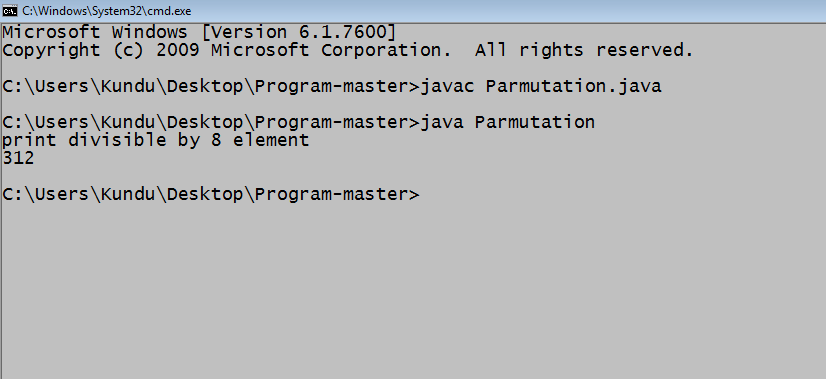 C:\Windows\System32\cmd.exe
Microsoft Windows [Version 6.1.7600]
Copyright (c) 2009 Microsoft Corporation.  All rights reserved.
C:\Users\Kundu\Desktop\Program-master>javac Parmutation.java
C:\Users\Kundu\Desktop\Program-master>java Parmutation
print divisible by 8 element
312
C:\Users\Kundu\Desktop\Program-master>